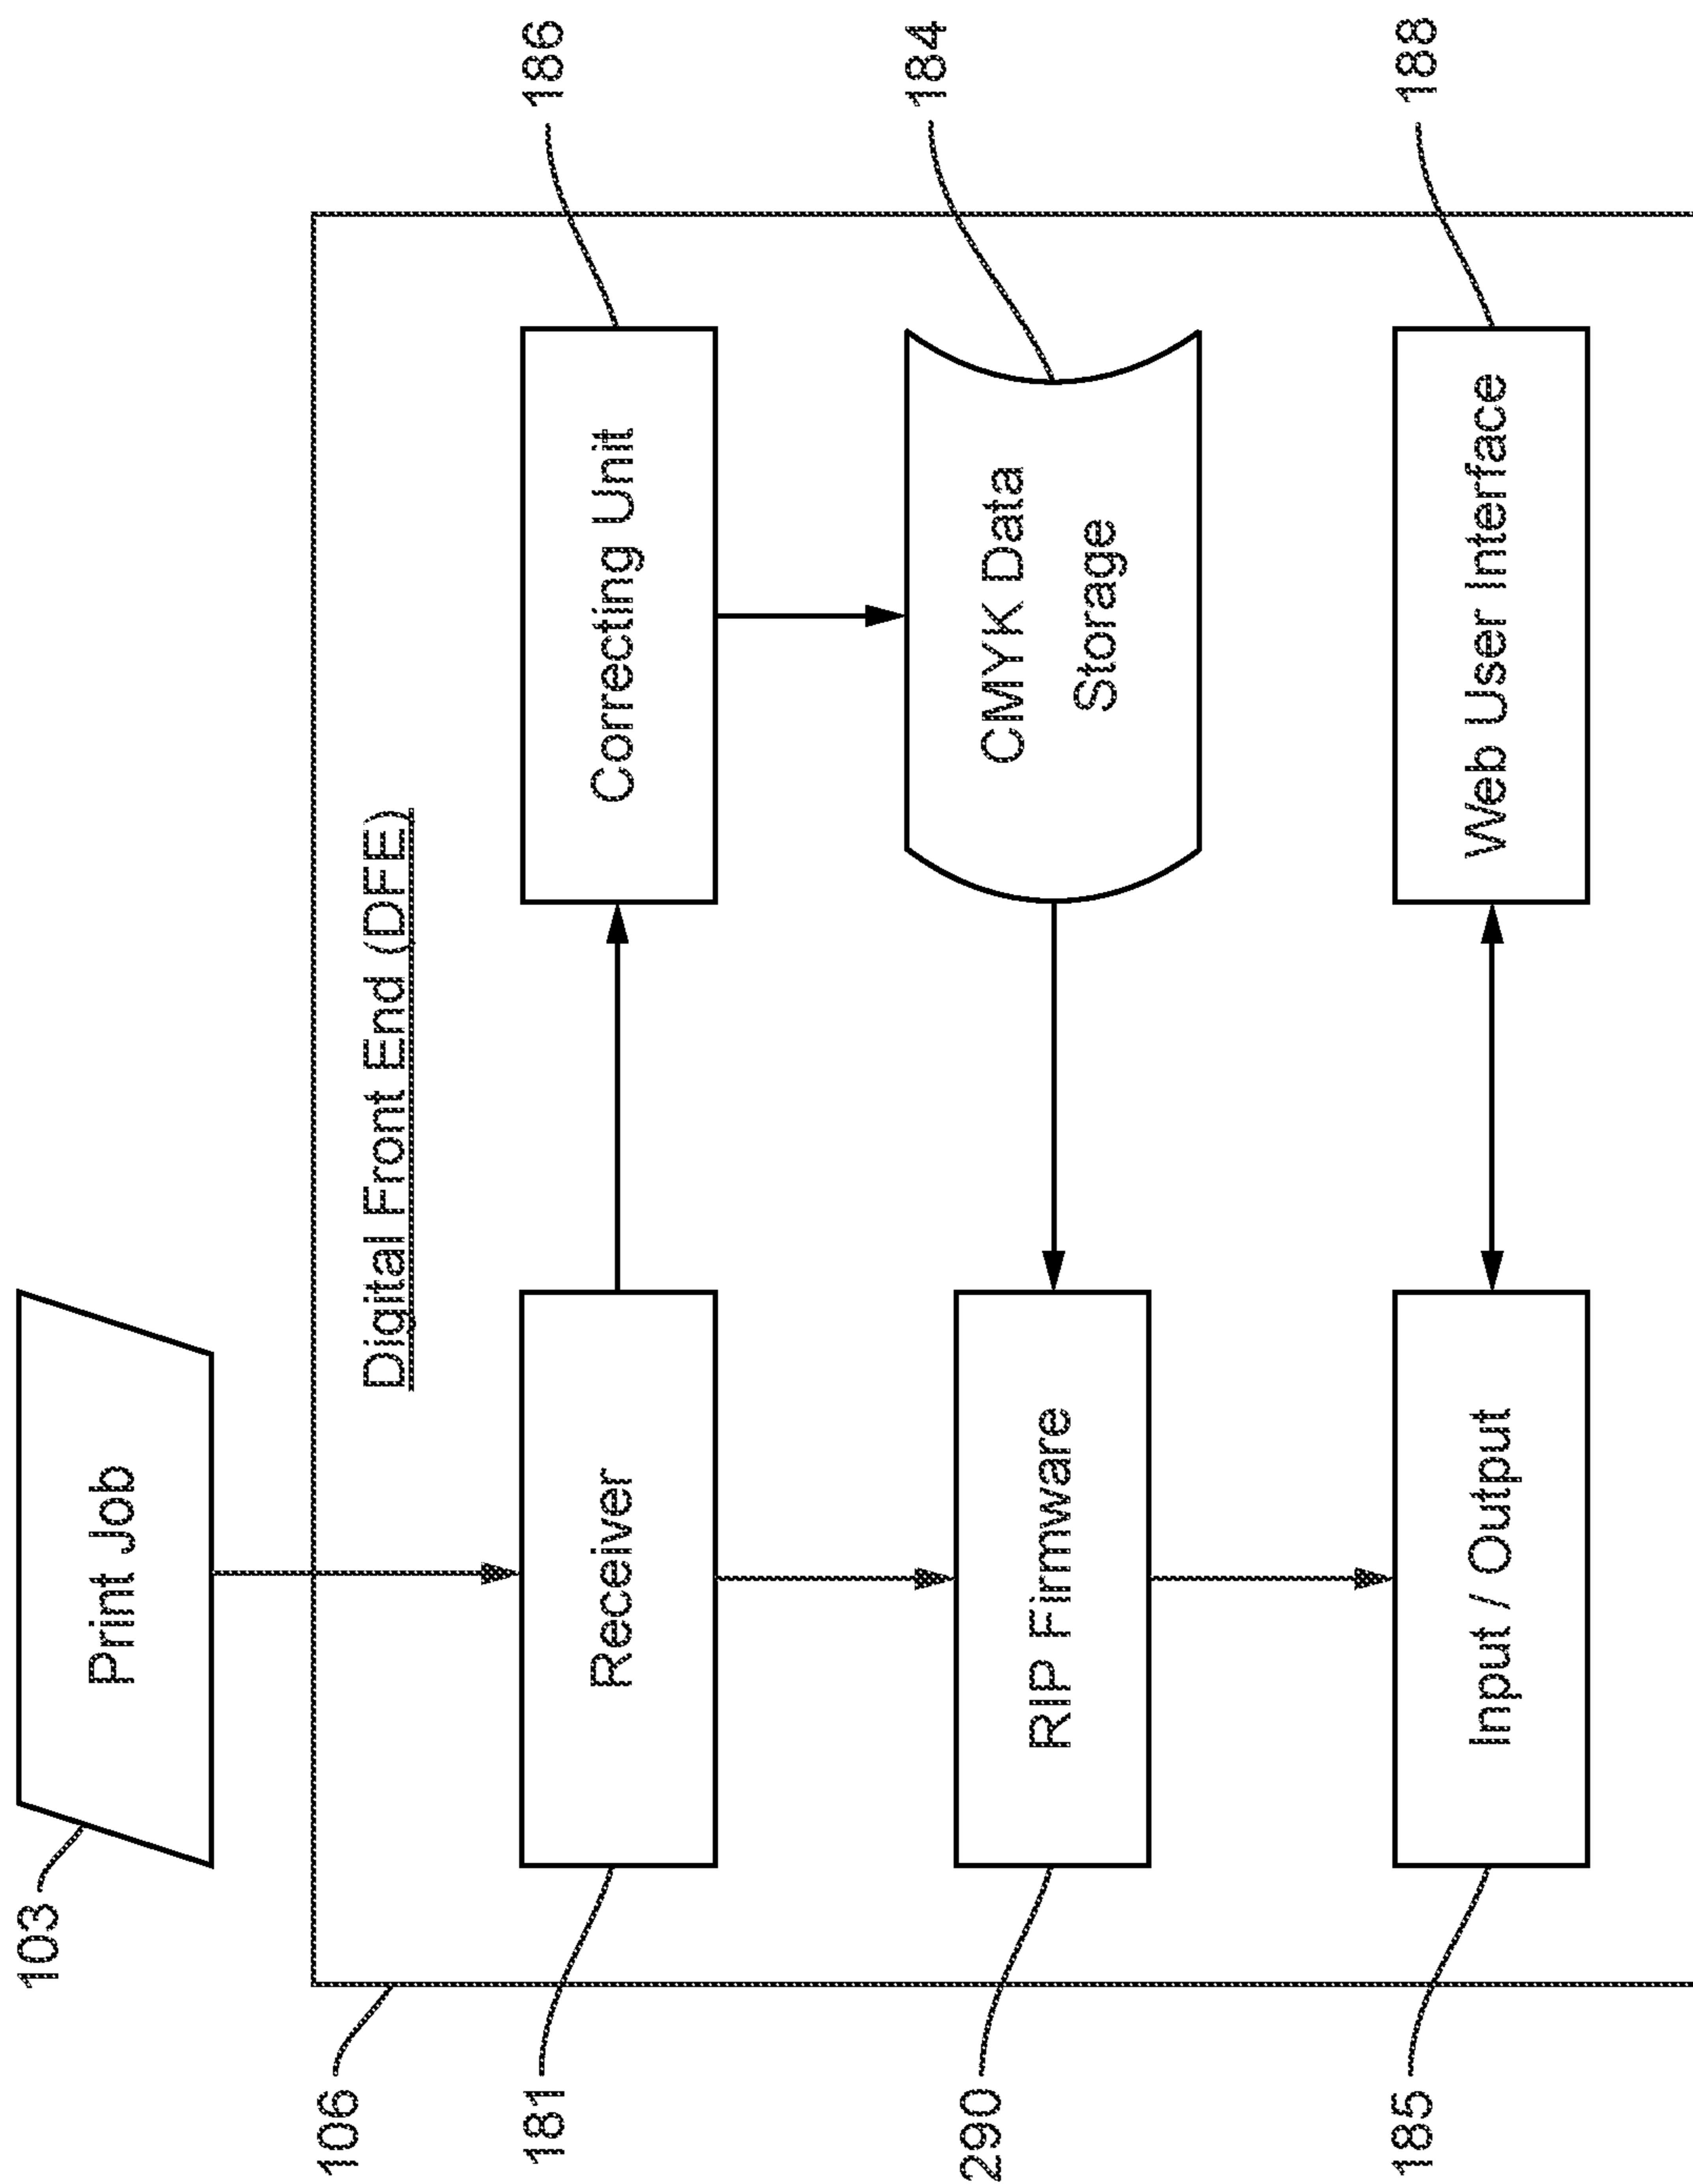 Print Job
103
106
Digital Front End (DFE)
181
Receiver
Correcting Unit
186
290
RIP Firmware
CMYK Data
Storage
184
185
Input / Output
Web User Interface
188